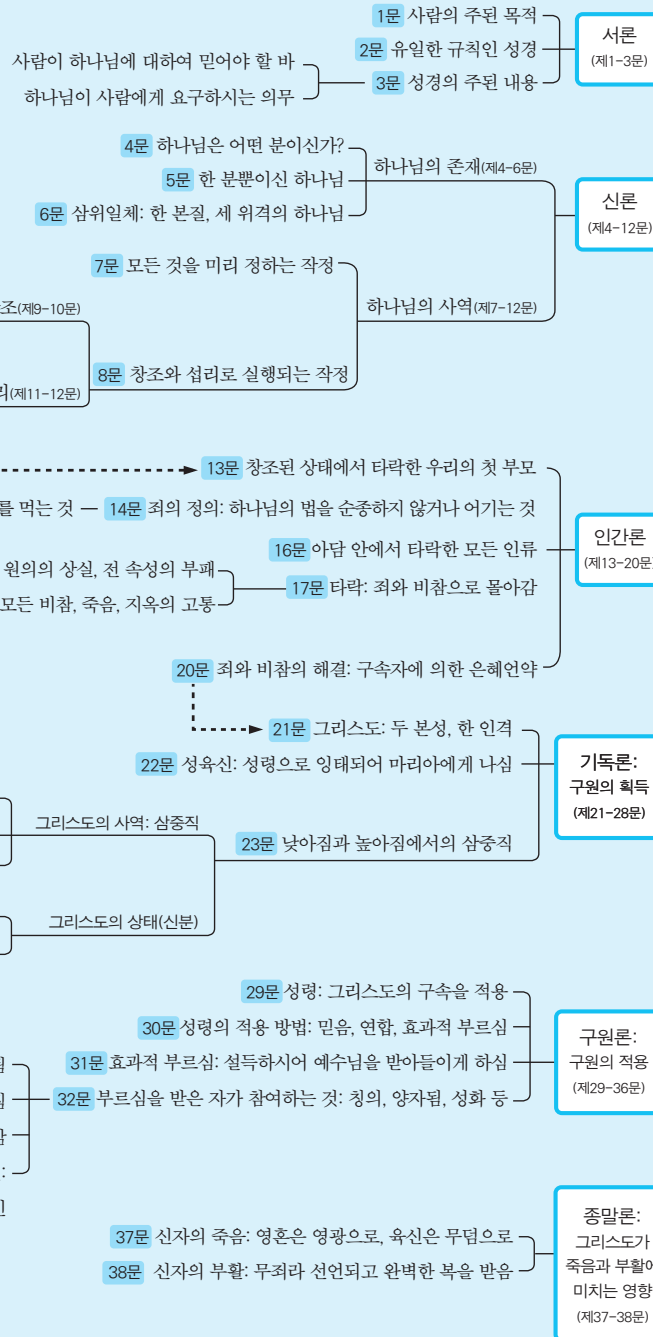 1문 사람의 주된 목적
2문 유일한 규칙인 성경
3문 성경의 주된 내용
사람이 하나님에 대하여 믿어야 할 바
하나님이 사람에게 요구하시는 의무
서론
(제1-3문)
4문 하나님은 어떤 분이신가?
5문 한 분뿐이신 하나님
6문 삼위일체: 한 본질, 세 위격의 하나님
하나님의 존재(제4-6문)
신론
(제4-12문)
7문 모든 것을 미리 정하는 작정
하나님의 사역(제7-12문)
(제9-10문)
8문 창조와 섭리로 실행되는 작정
(제11-12문)
13문 창조된 상태에서 타락한 우리의 첫 부모
를 먹는 것 — 14문 죄의 정의: 하나님의 법을 순종하지 않거나 어기는 것
16문 아담 안에서 타락한 모든 인류
인간론
(제13-20문)
원의의 상실, 전 속성의 부패
17문 타락: 죄와 비참으로 몰아감
모든 비참, 죽음, 지옥의 고통
20문 죄와 비참의 해결: 구속자에 의한 은혜언약
21문 그리스도: 두 본성, 한 인격
22문 성육신: 성령으로 잉태되어 마리아에게 나심
기독론:
구원의 획득
(제21-28문)
그리스도의 사역: 삼중직
23문 낮아짐과 높아짐에서의 삼중직
그리스도의 상태(신분)
29문 성령: 그리스도의 구속을 적용
30문 성령의 적용 방법: 믿음, 연합, 효과적 부르심
31문 효과적 부르심: 설득하시어 예수님을 받아들이게 하심
32문 부르심을 받은 자가 참여하는 것: 칭의, 양자됨, 성화 등
구원론:
구원의 적용
(제29-36문)
37문 신자의 죽음: 영혼은 영광으로, 육신은 무덤으로
38문 신자의 부활: 무죄라 선언되고 완벽한 복을 받음
종말론:
그리스도가
죽음과 부활에
미치는 영향
(제37-38문)